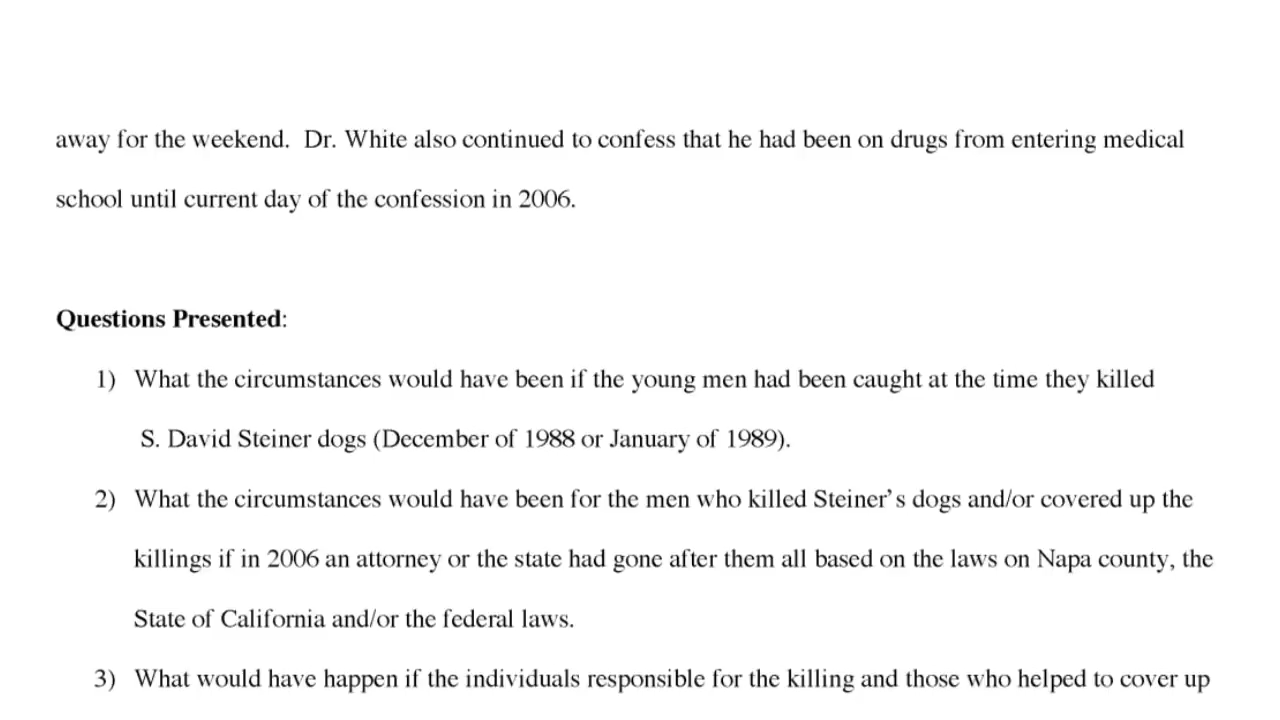 away for the weekend.  Dr. White also continued to confess that he had been on drugs from entering medical
school until current day of the confession in 2006.
Questions Presented:
1) What the circumstances would have been if the young men had been caught at the time they killed
S. David Steiner dogs (December of 1988 or January of 1989).
2) What the circumstances would have been for the men who killed Steiner's dogs and/or covered up the
killings if in 2006 an attorney or the state had gone after them all based on the laws on Napa county, the
State of California and/or the federal laws.
3) What would have happen if the individuals responsible for the killing and those who helped to cover up